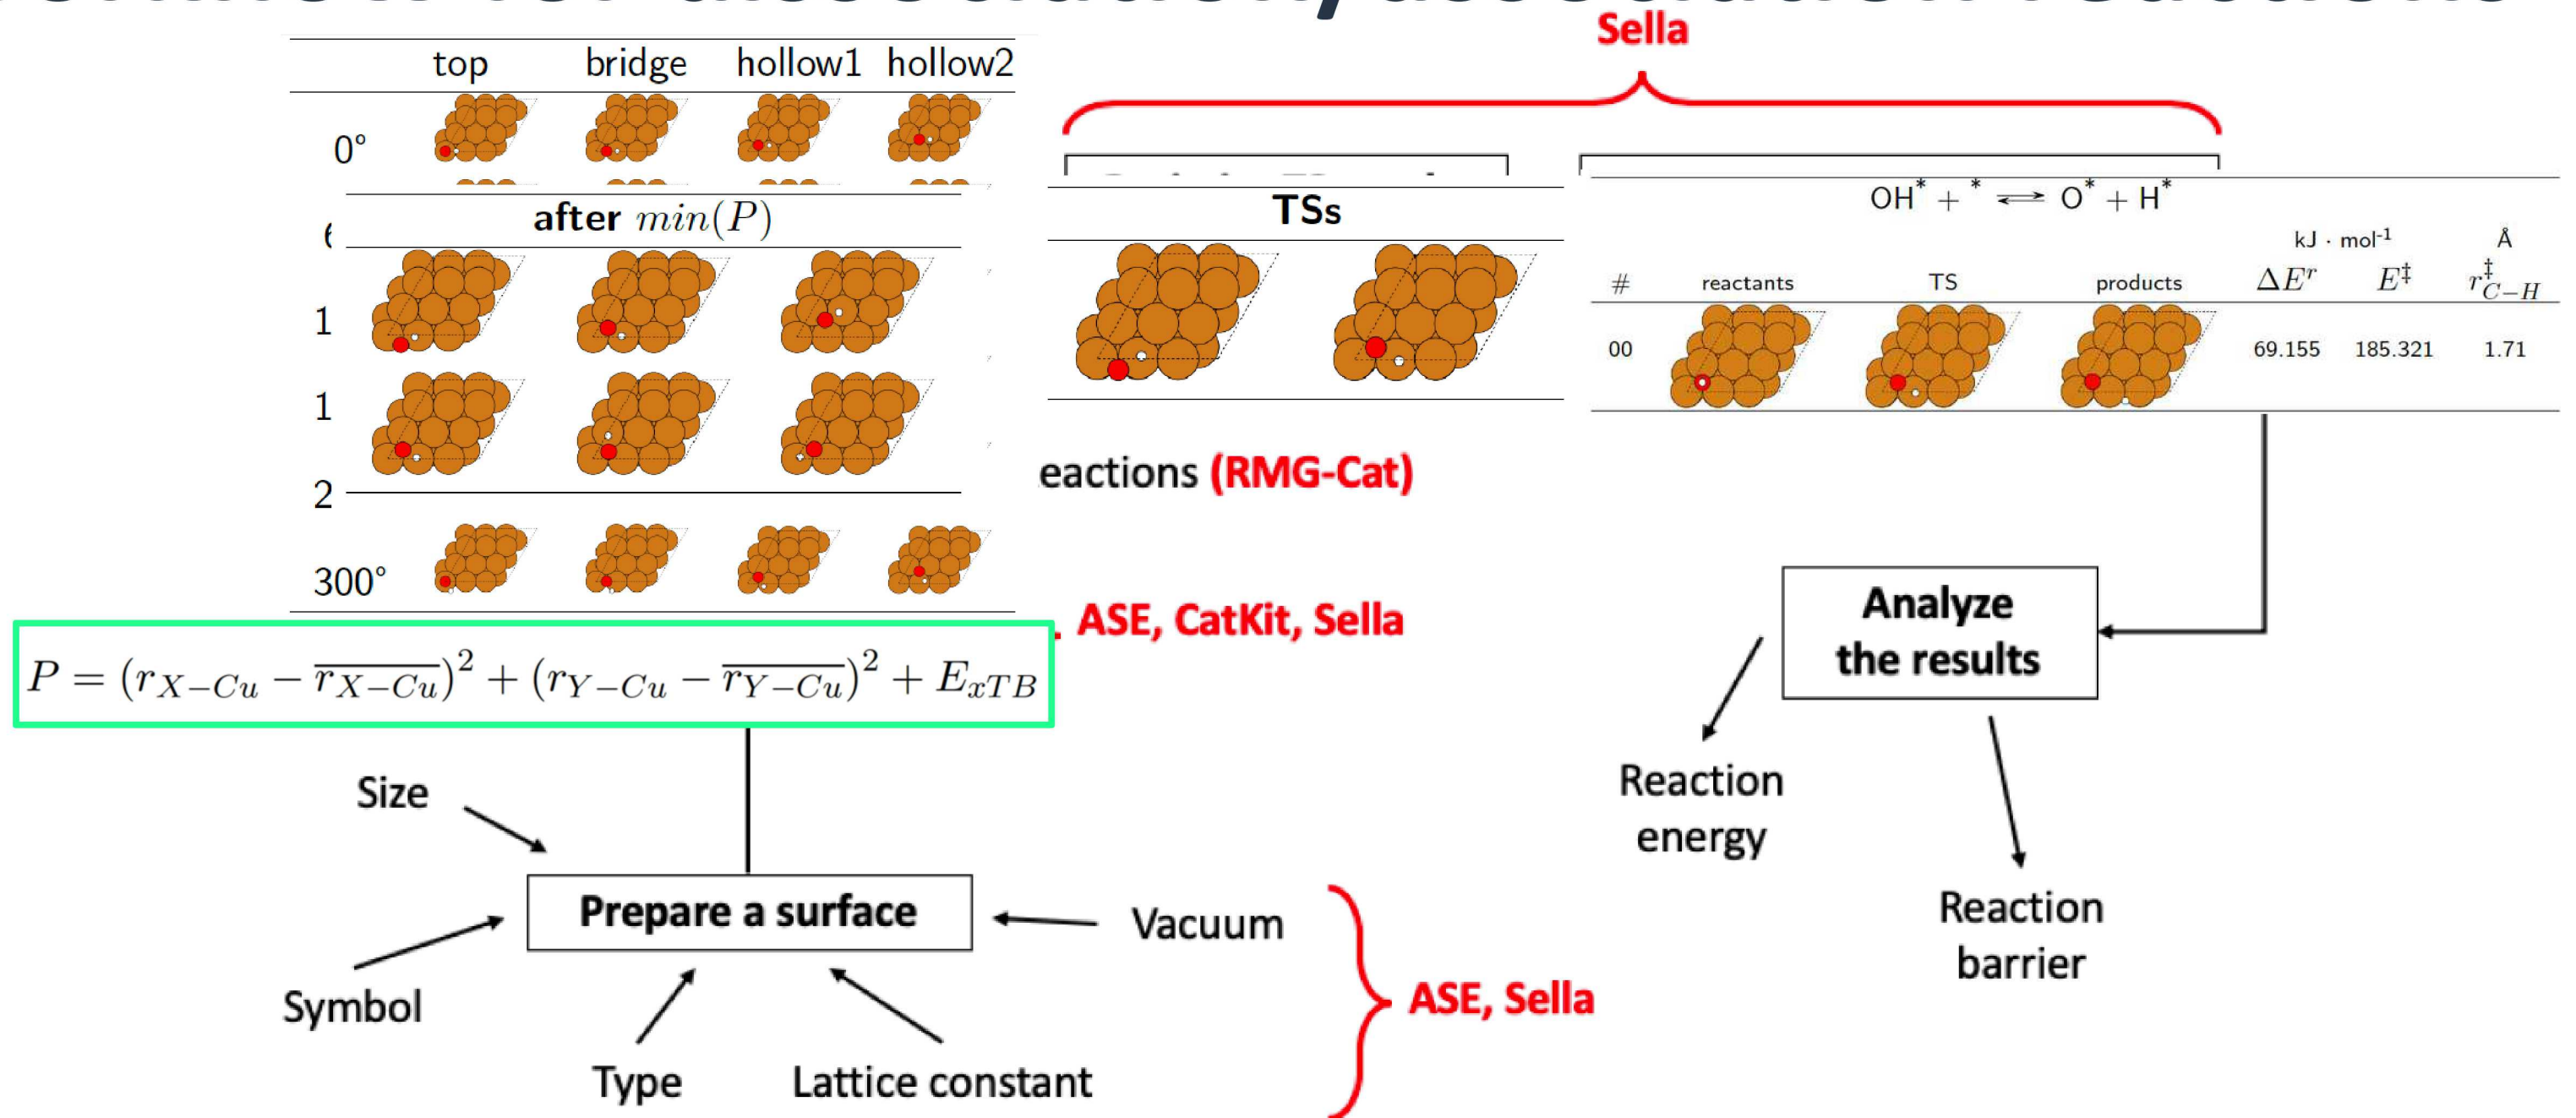 Sella
top bridge hollow1 hollow2
0°
after min(P)
1
1
2
300°
TSs
OH* + * ⇌ O* + H*
kJ · mol⁻¹ Å
# reactants TS products ΔEʳ E‡ r‡C−H
00 69.155 185.321 1.71
eactions (RMG-Cat)
. ASE, CatKit, Sella
P = (rX−Cu − r̅X−Cu)² + (rY−Cu − r̅Y−Cu)² + ExTB
Analyze
the results
Reaction
energy
Reaction
barrier
Size
Prepare a surface
Vacuum
Symbol
Type
Lattice constant
ASE, Sella